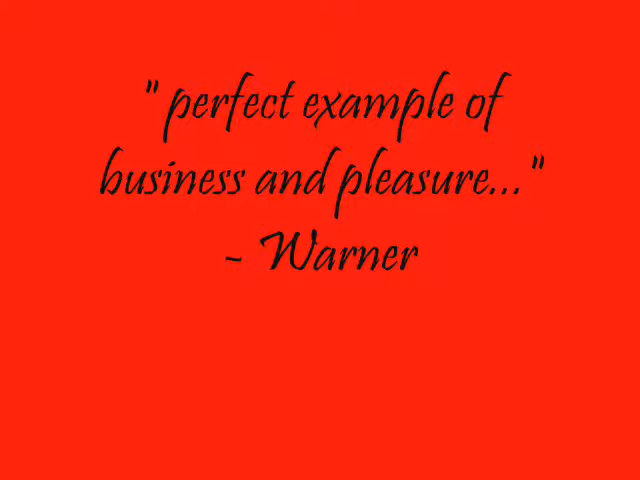 " perfect example of
business and pleasure..."
- Warner